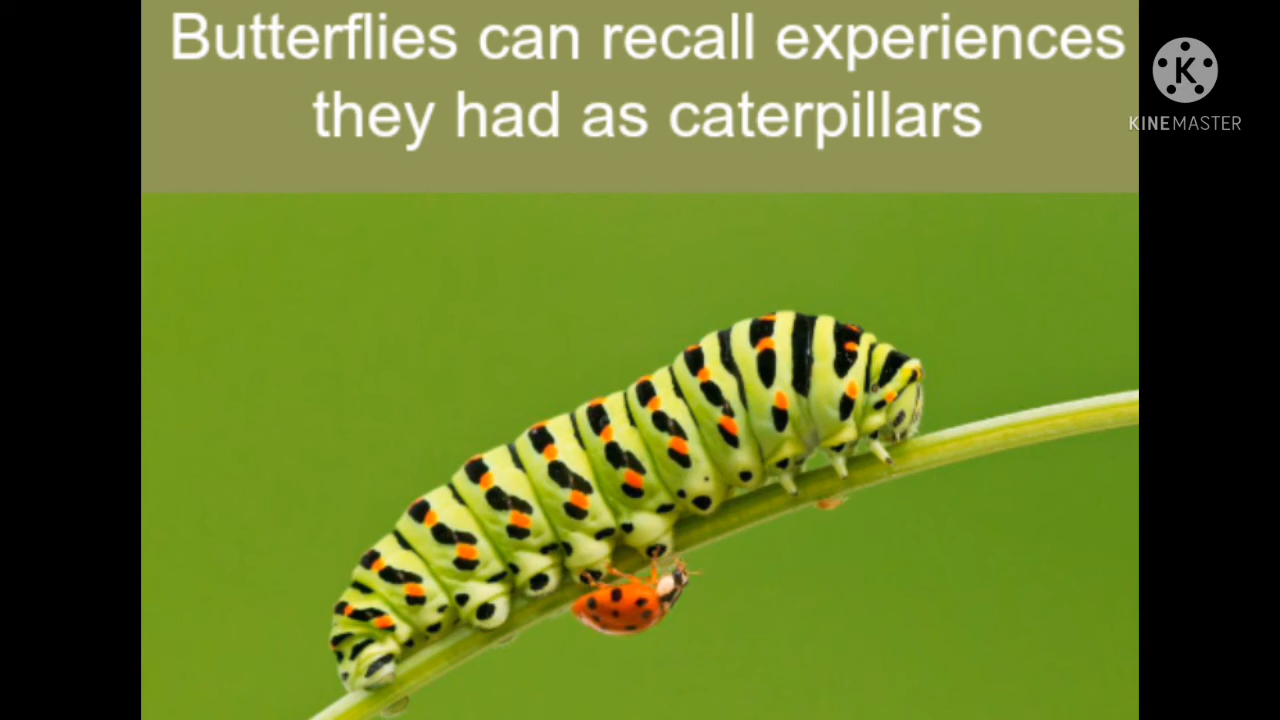 Butterflies can recall experiences
they had as caterpillars
K
KINEMASTER